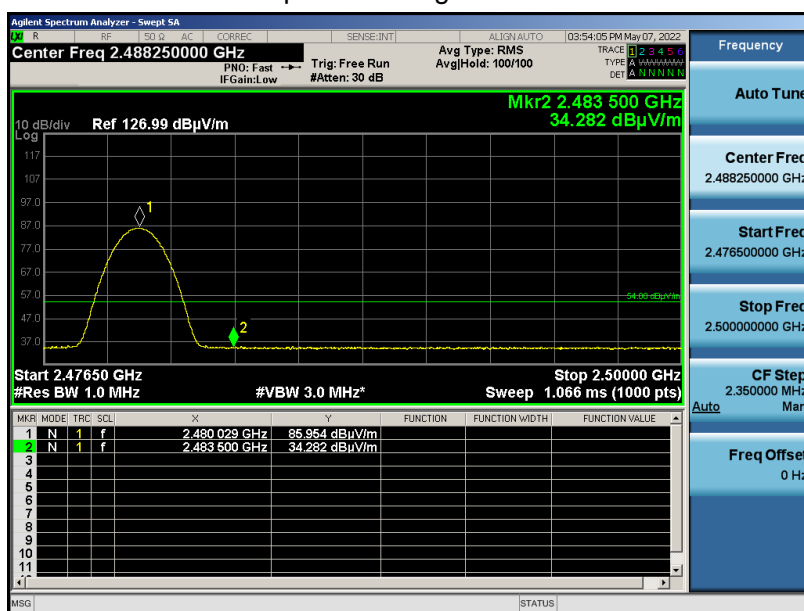 Agilent Spectrum Analyzer - Swept SA
LXI R RF 50 Ω AC CORREC SENSE:INT ALIGN AUTO 03:54:05 PM May 07, 2022
Center Freq 2.488250000 GHz
PNO: Fast
IFGain:Low
Trig: Free Run
#Atten: 30 dB
Avg Type: RMS
Avg|Hold: 100/100
TRACE 1 2 3 4 5 6
TYPE A WWWWW
DET A N N N N N
Mkr2 2.483 500 GHz
34.282 dBµV/m
10 dB/div Ref 126.99 dBµV/m
Log
117
107
97.0
87.0
77.0
67.0
57.0
47.0
37.0
1
2
54.00 dBµV/m
Start 2.47650 GHz Stop 2.50000 GHz
#Res BW 1.0 MHz #VBW 3.0 MHz* Sweep 1.066 ms (1000 pts)
MKR MODE TRC SCL X Y FUNCTION FUNCTION WIDTH FUNCTION VALUE
1 N 1 f 2.480 029 GHz 85.954 dBµV/m
2 N 1 f 2.483 500 GHz 34.282 dBµV/m
3
4
5
6
7
8
9
10
11
MSG STATUS
Frequency
Auto Tune
Center Freq
2.488250000 GHz
Start Freq
2.476500000 GHz
Stop Freq
2.500000000 GHz
CF Step
2.350000 MHz
Auto Man
Freq Offset
0 Hz